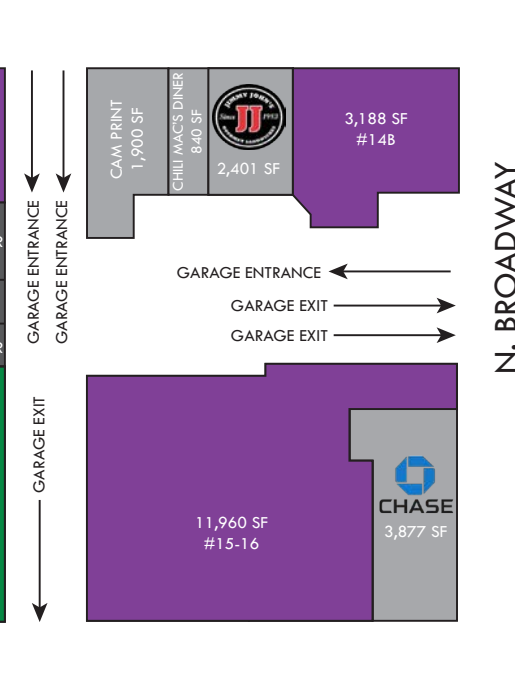 CAM PRINT
1,900 SF
CHILI MAC'S DINER
840 SF
JIMMY JOHN'S
Since JJ 1983
GOURMET SANDWICHES
2,401 SF
3,188 SF
#14B
GARAGE ENTRANCE
GARAGE ENTRANCE
GARAGE ENTRANCE
GARAGE EXIT
GARAGE EXIT
N. BROADWAY
GARAGE EXIT
11,960 SF
#15-16
CHASE
3,877 SF